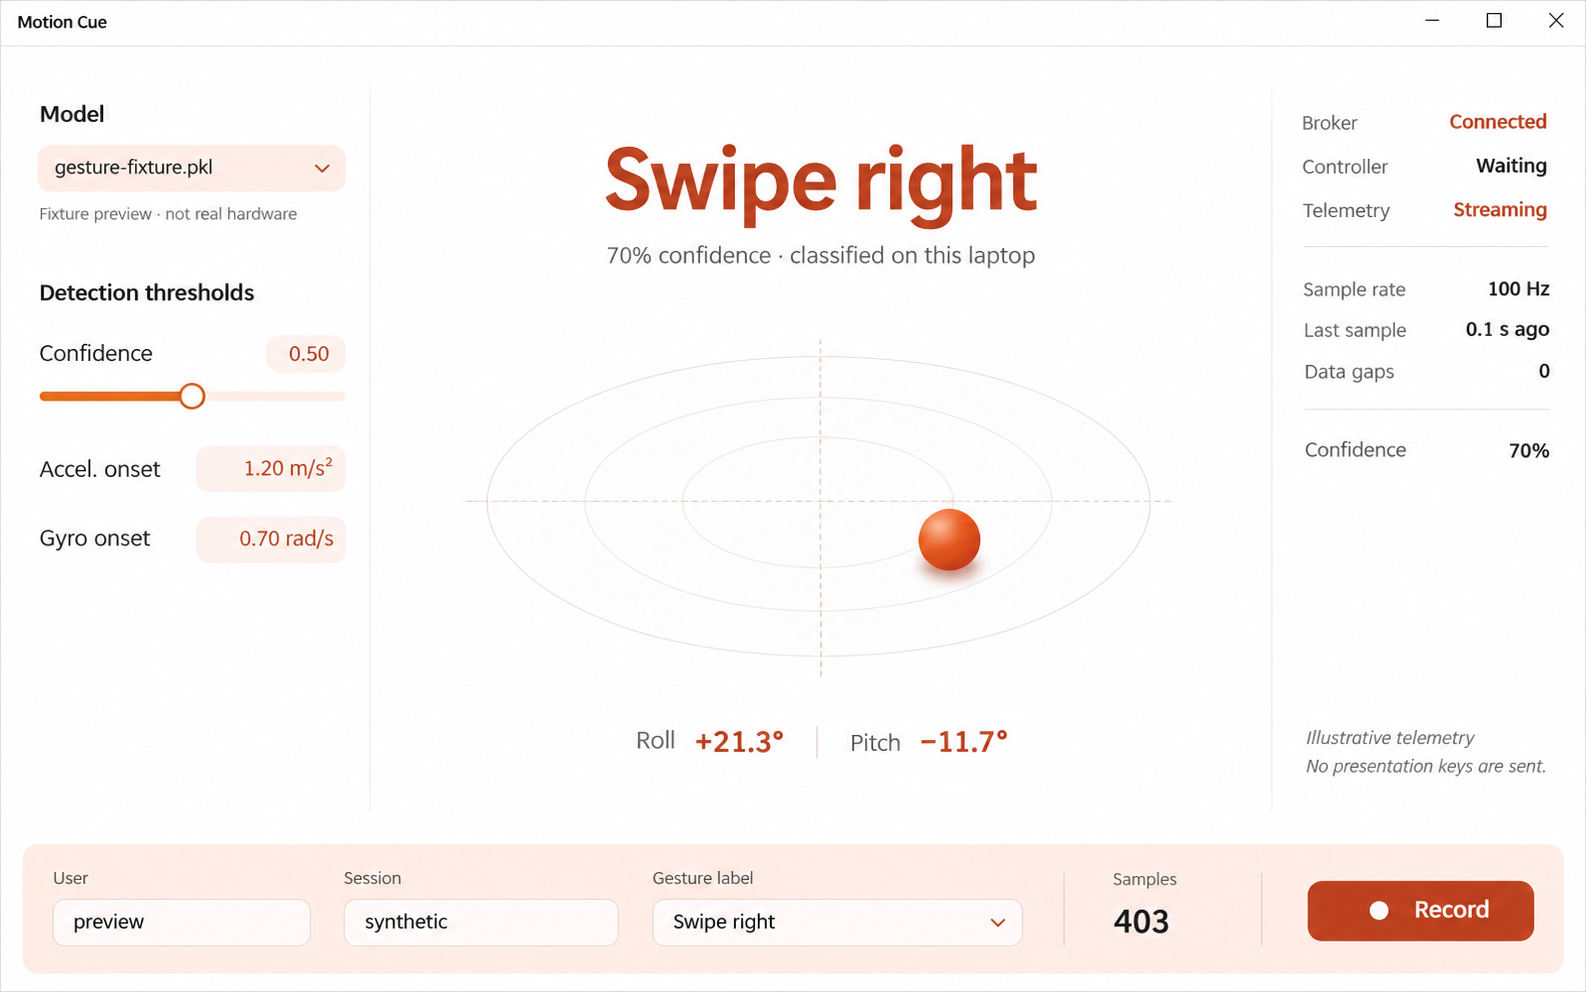 Motion Cue
Model
gesture-fixture.pkl
Fixture preview · not real hardware
Detection thresholds
Confidence 0.50
Accel. onset 1.20 m/s²
Gyro onset 0.70 rad/s
Swipe right
70% confidence · classified on this laptop
Roll +21.3° Pitch −11.7°
Broker Connected
Controller Waiting
Telemetry Streaming
Sample rate 100 Hz
Last sample 0.1 s ago
Data gaps 0
Confidence 70%
Illustrative telemetry
No presentation keys are sent.
User Session Gesture label Samples
preview synthetic Swipe right 403 Record